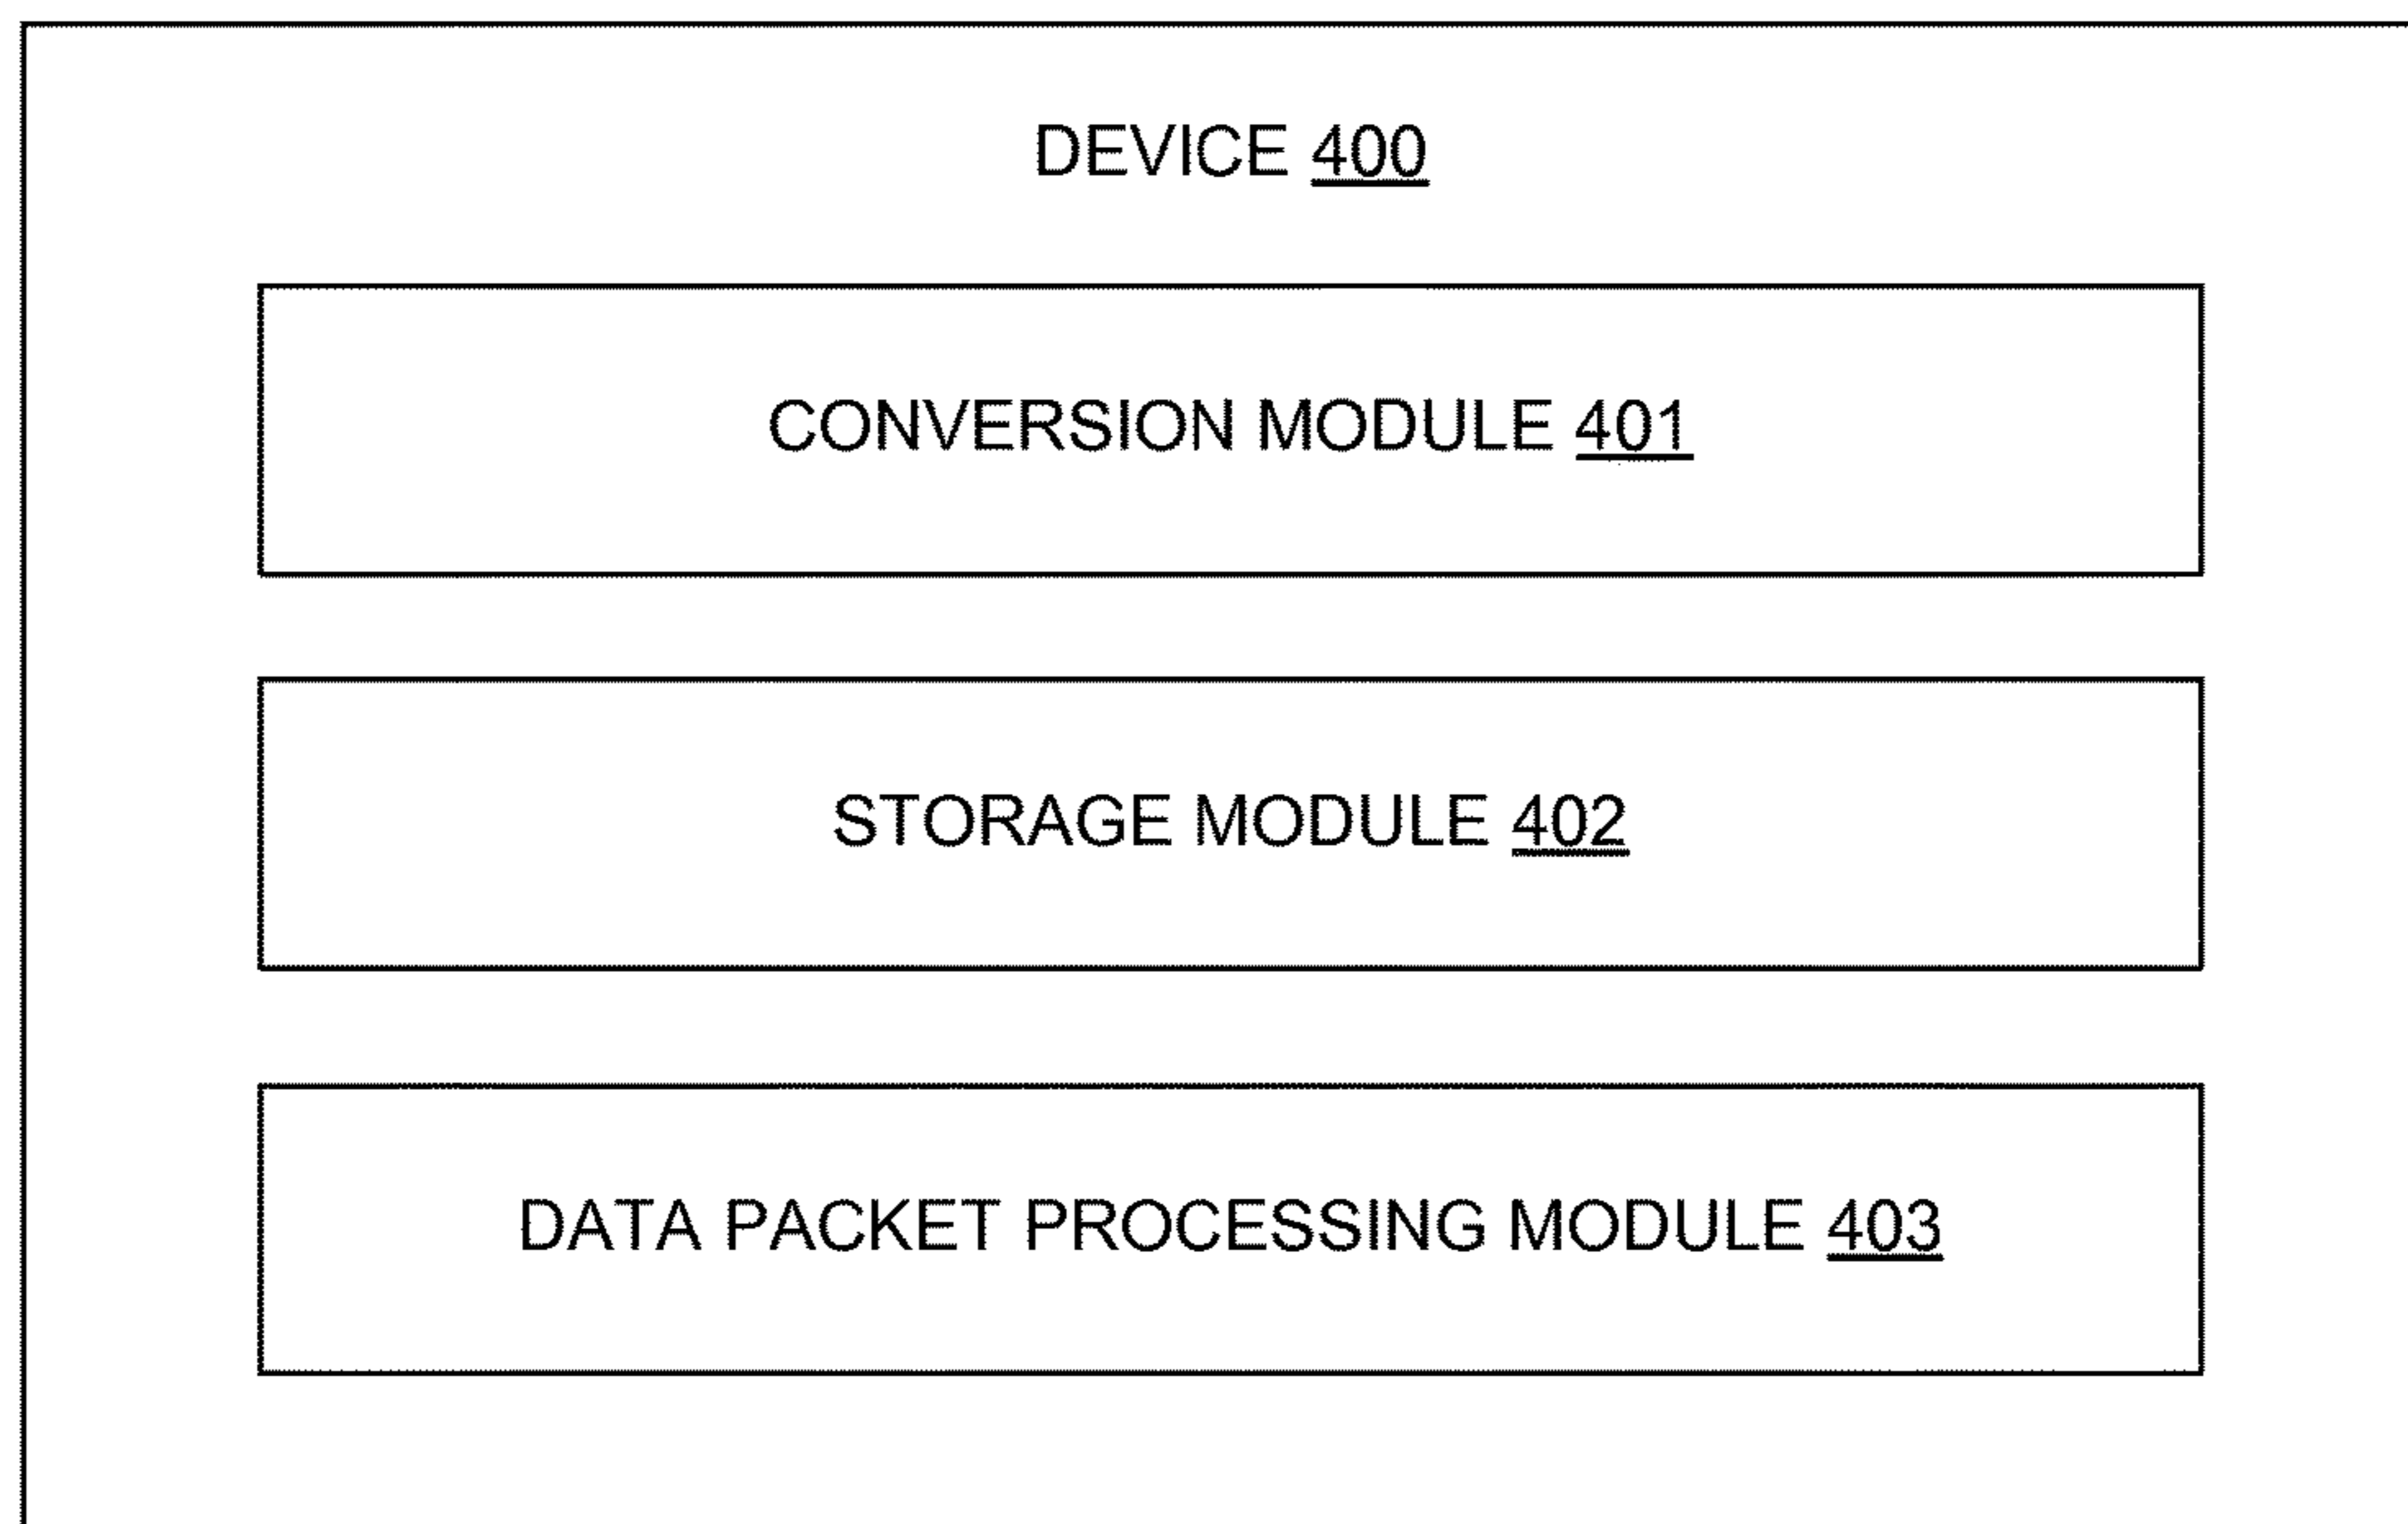 DEVICE 400
CONVERSION MODULE 401
STORAGE MODULE 402
DATA PACKET PROCESSING MODULE 403